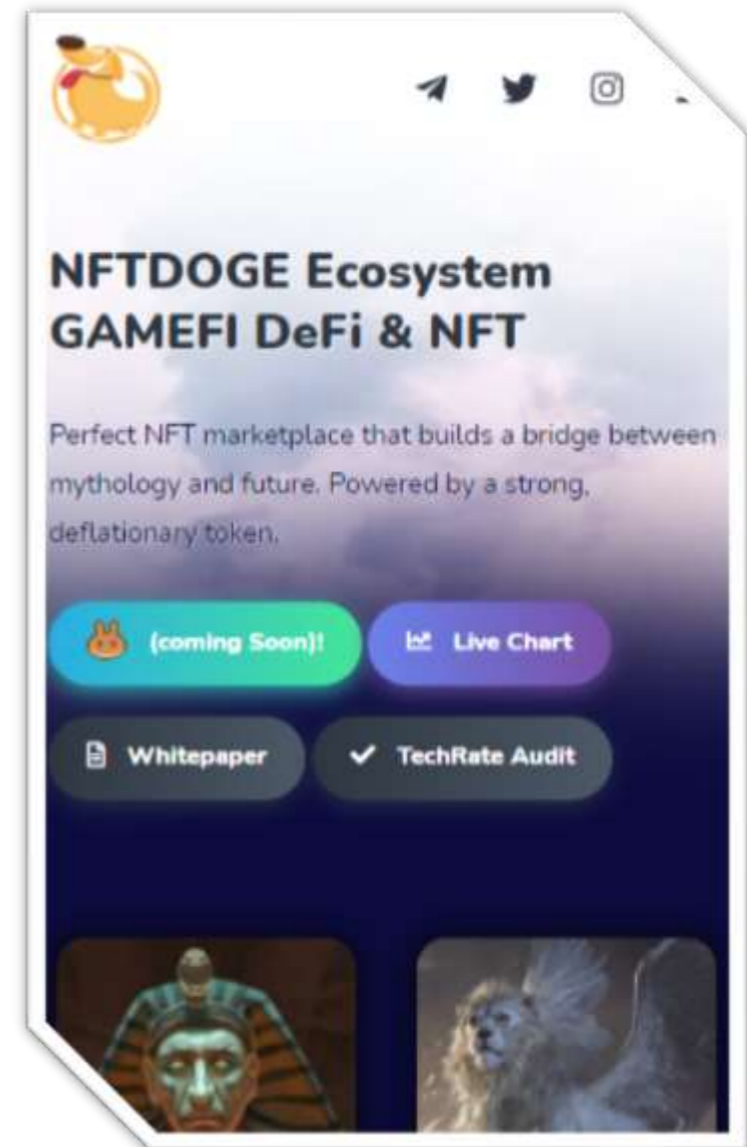 NFTDOGE Ecosystem
GAMEFI DeFi & NFT
Perfect NFT marketplace that builds a bridge between
mythology and future. Powered by a strong,
deflationary token.
(coming Soon)!
Live Chart
Whitepaper
TechRate Audit